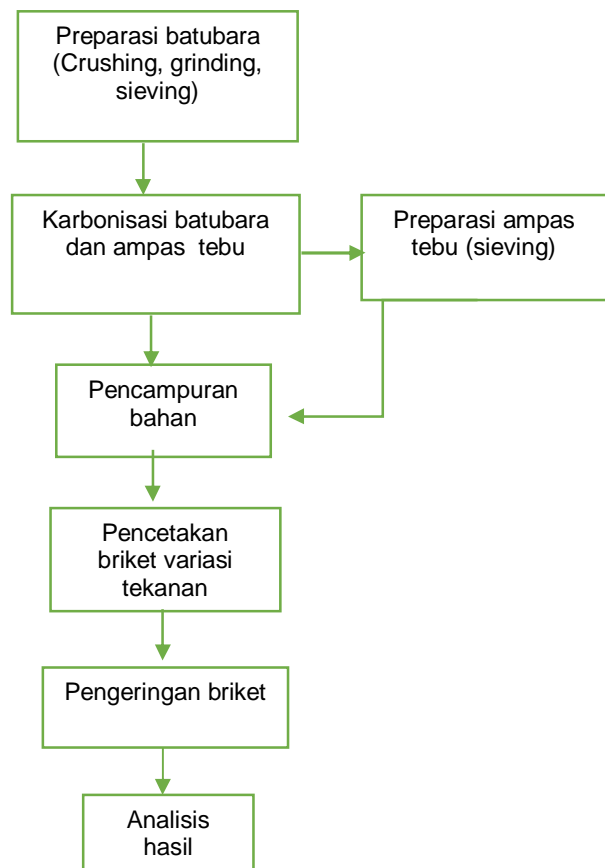 Preparasi batubara
(Crushing, grinding,
sieving)
Karbonisasi batubara
dan ampas tebu
Preparasi ampas
tebu (sieving)
Pencampuran
bahan
Pencetakan
briket variasi
tekanan
Pengeringan briket
Analisis
hasil